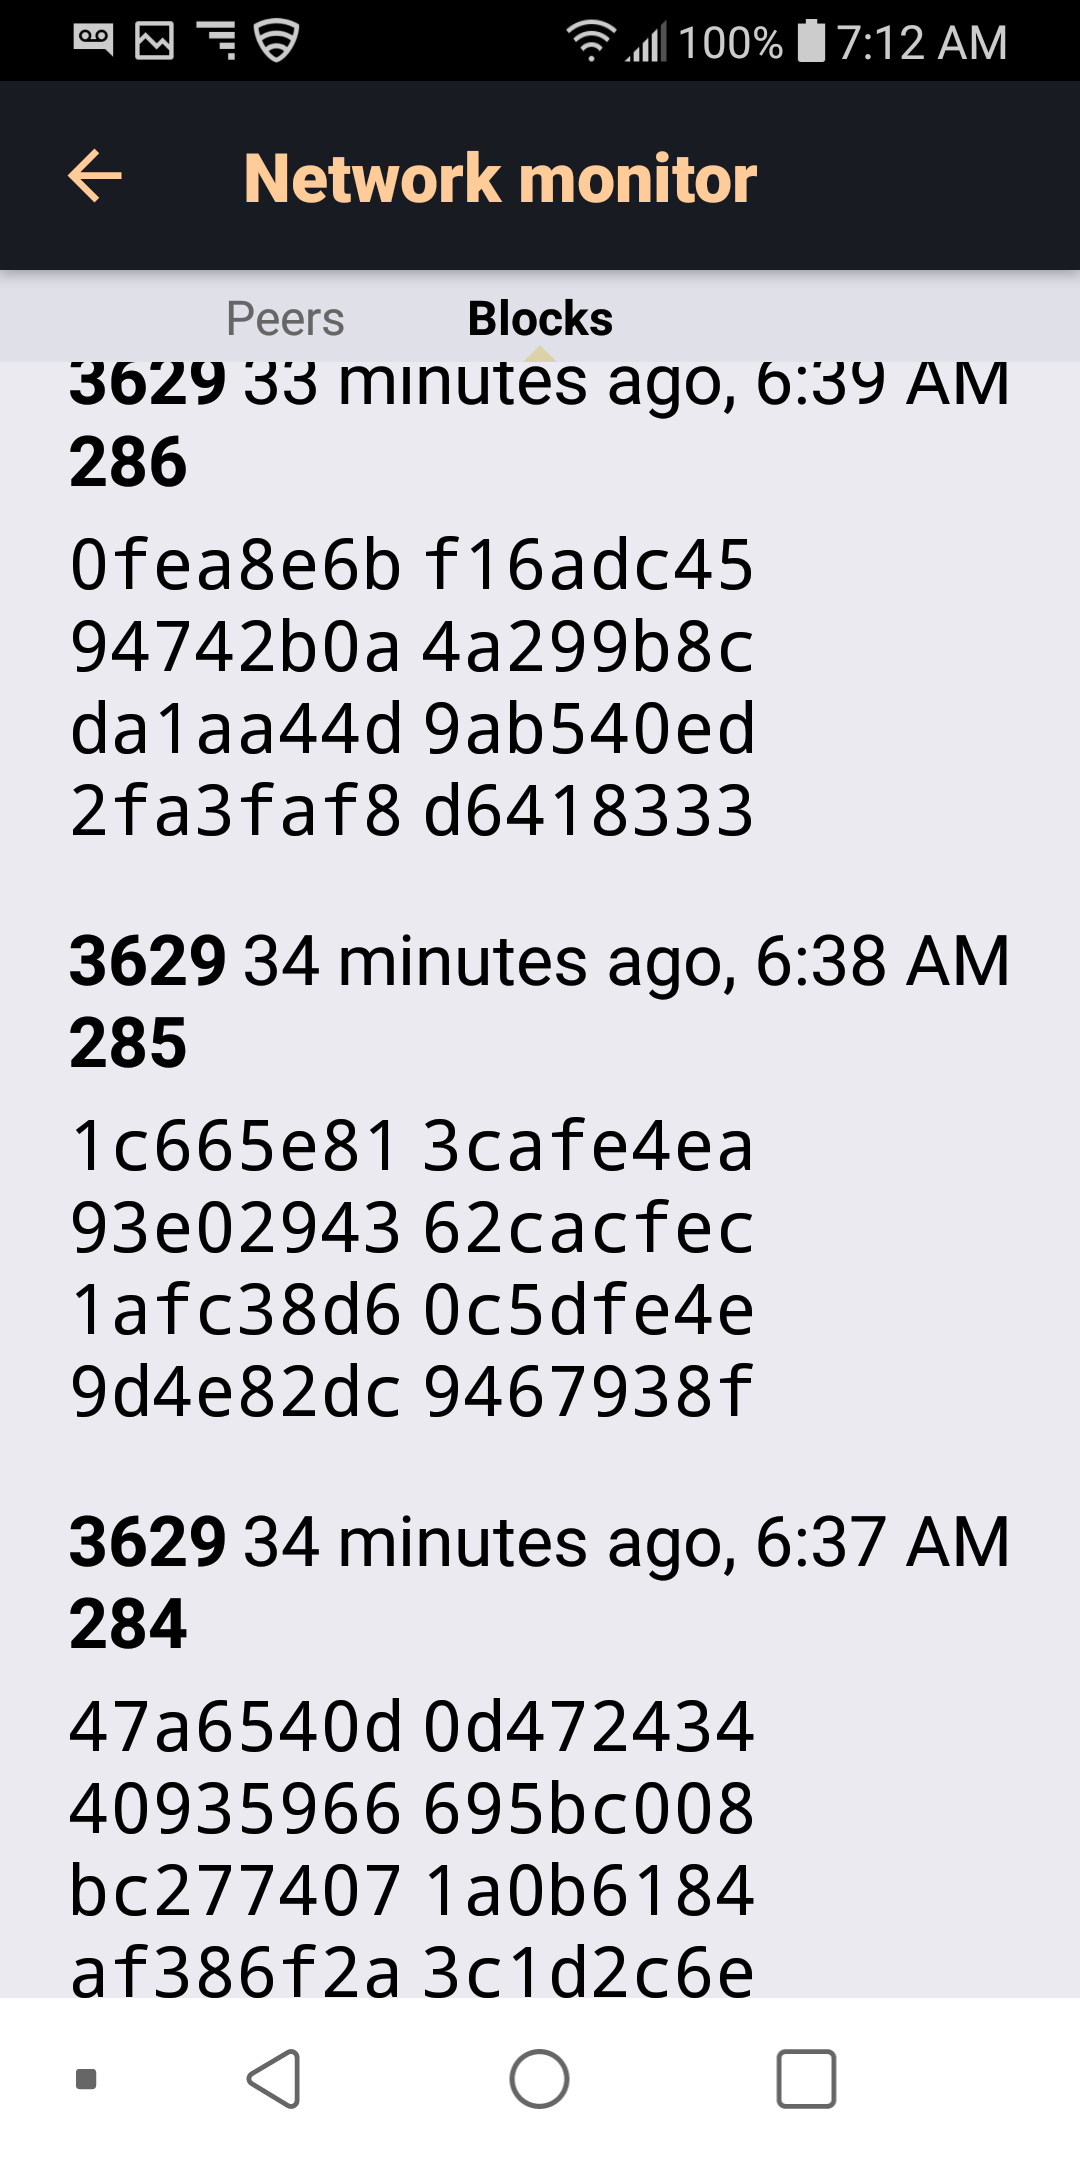 100% 7:12 AM
Network monitor
Peers Blocks
3629 33 minutes ago, 6:39 AM
286
0fea8e6b f16adc45
94742b0a 4a299b8c
da1aa44d 9ab540ed
2fa3faf8 d6418333
3629 34 minutes ago, 6:38 AM
285
1c665e81 3cafe4ea
93e02943 62cacfec
1afc38d6 0c5dfe4e
9d4e82dc 9467938f
3629 34 minutes ago, 6:37 AM
284
47a6540d 0d472434
40935966 695bc008
bc277407 1a0b6184
af386f2a 3c1d2c6e